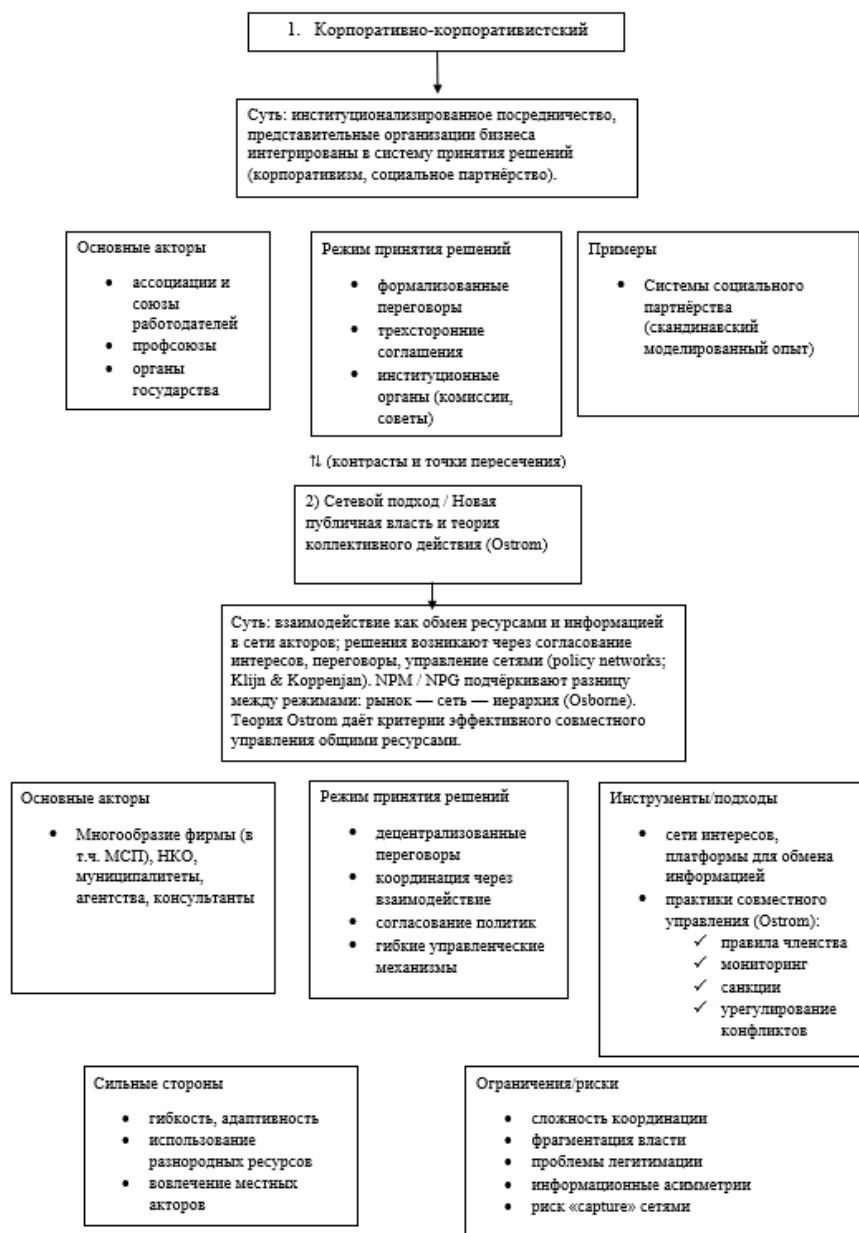 1. Корпоративно-корпоративистский
Суть: институционализированное посредничество,
представительные организации бизнеса
интегрированы в систему принятия решений
(корпоративизм, социальное партнёрство).
Основные акторы
• ассоциации и
союзы
работодателей
• профсоюзы
• органы
государства
Режим принятия решений
• формализованные
переговоры
• трехсторонние
соглашения
• институционные
органы (комиссии,
советы)
Примеры
• Системы социального
партнёрства
(скандинавский
моделированный опыт)
⇅ (контрасты и точки пересечения)
2) Сетевой подход / Новая
публичная власть и теория
коллективного действия (Ostrom)
Суть: взаимодействие как обмен ресурсами и информацией
в сети акторов; решения возникают через согласование
интересов, переговоры, управление сетями (policy networks;
Klijn & Koppenjan). NPM / NPG подчёркивают разницу
между режимами: рынок — сеть — иерархия (Osborne).
Теория Ostrom даёт критерии эффективного совместного
управления общими ресурсами.
Основные акторы
• Многообразие фирмы (в
т.ч. МСП), НКО,
муниципалитеты,
агентства, консультанты
Режим принятия решений
• децентрализованные
переговоры
• координация через
взаимодействие
• согласование политик
• гибкие управленческие
механизмы
Инструменты/подходы
• сети интересов,
платформы для обмена
информацией
• практики совместного
управления (Ostrom):
✓ правила членства
✓ мониторинг
✓ санкции
✓ урегулирование
конфликтов
Сильные стороны
• гибкость, адаптивность
• использование
разнородных ресурсов
• вовлечение местных
акторов
Ограничения/риски
• сложность координации
• фрагментация власти
• проблемы легитимации
• информационные асимметрии
• риск «capture» сетями